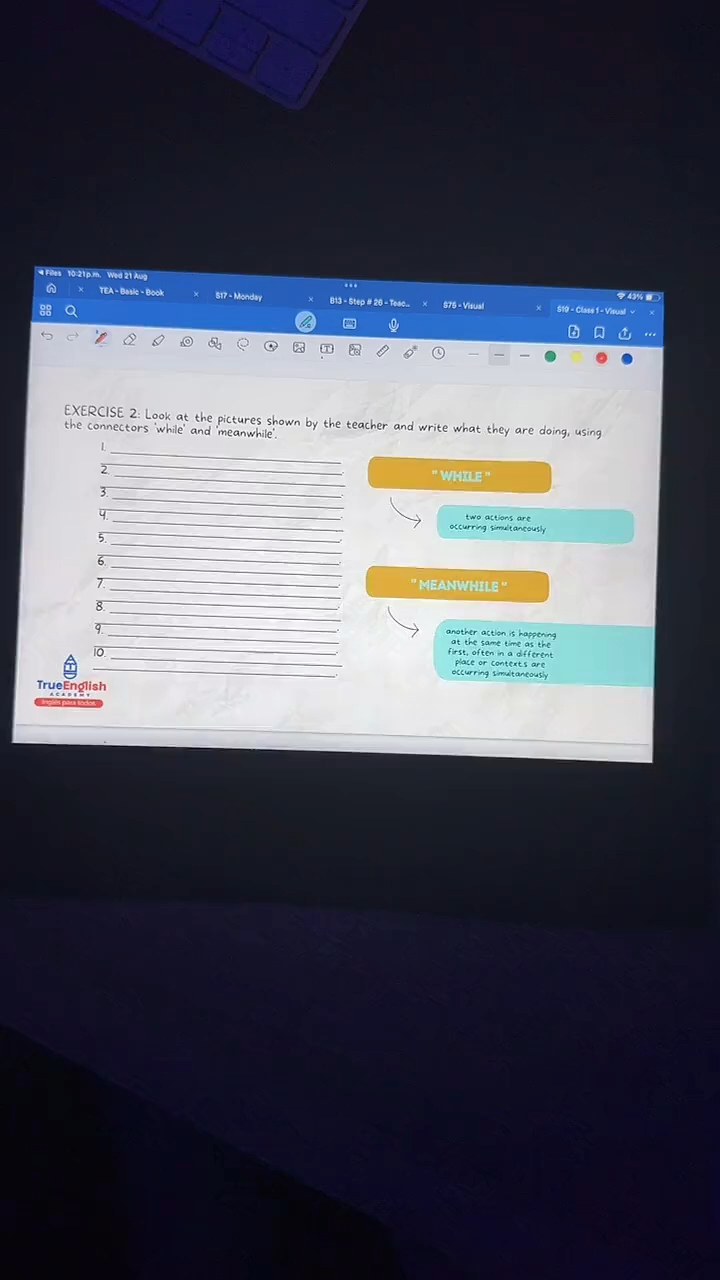 Files 10:21 p.m. Wed 21 Aug
43%
TEA - Basic - Book
S17 - Monday
B13 - Step # 26 - Teac...
S75 - Visual
S19 - Class 1 - Visual
EXERCISE 2: Look at the pictures shown by the teacher and write what they are doing, using
the connectors 'while' and 'meanwhile'.
1.
2.
3.
4.
5.
6.
7.
8.
9.
10.
"WHILE"
two actions are
occurring simultaneously
"MEANWHILE"
another action is happening
at the same time as the
first, often in a different
place or contexts are
occurring simultaneously
TrueEnglish
ACADEMY
Inglés para todos